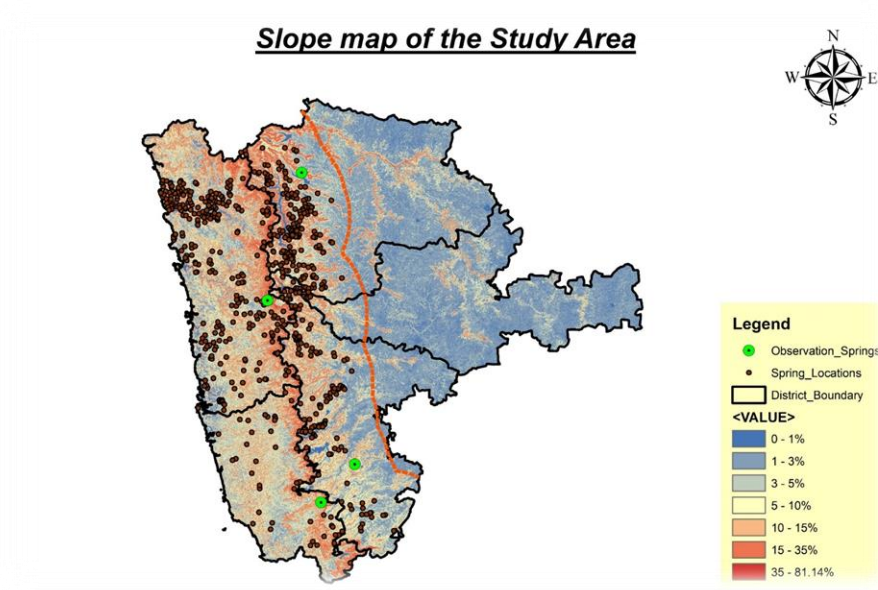 Slope map of the Study Area
N
W
E
S
Legend
Observation_Springs
Spring_Locations
District_Boundary
<VALUE>
0 - 1%
1 - 3%
3 - 5%
5 - 10%
10 - 15%
15 - 35%
35 - 81.14%